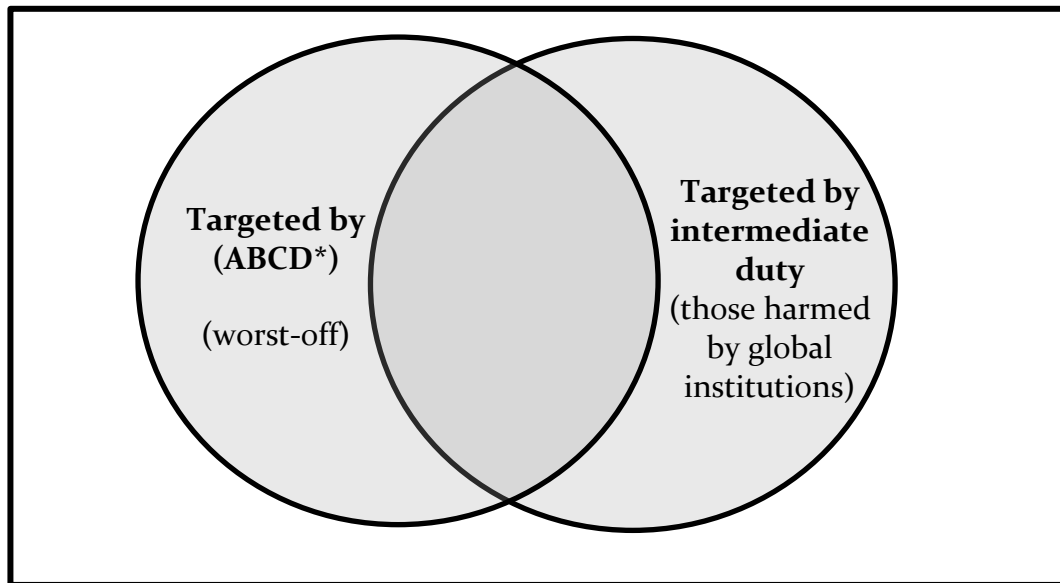 Targeted by
(ABCD*)
(worst-off)
Targeted by
intermediate
duty
(those harmed
by global
institutions)